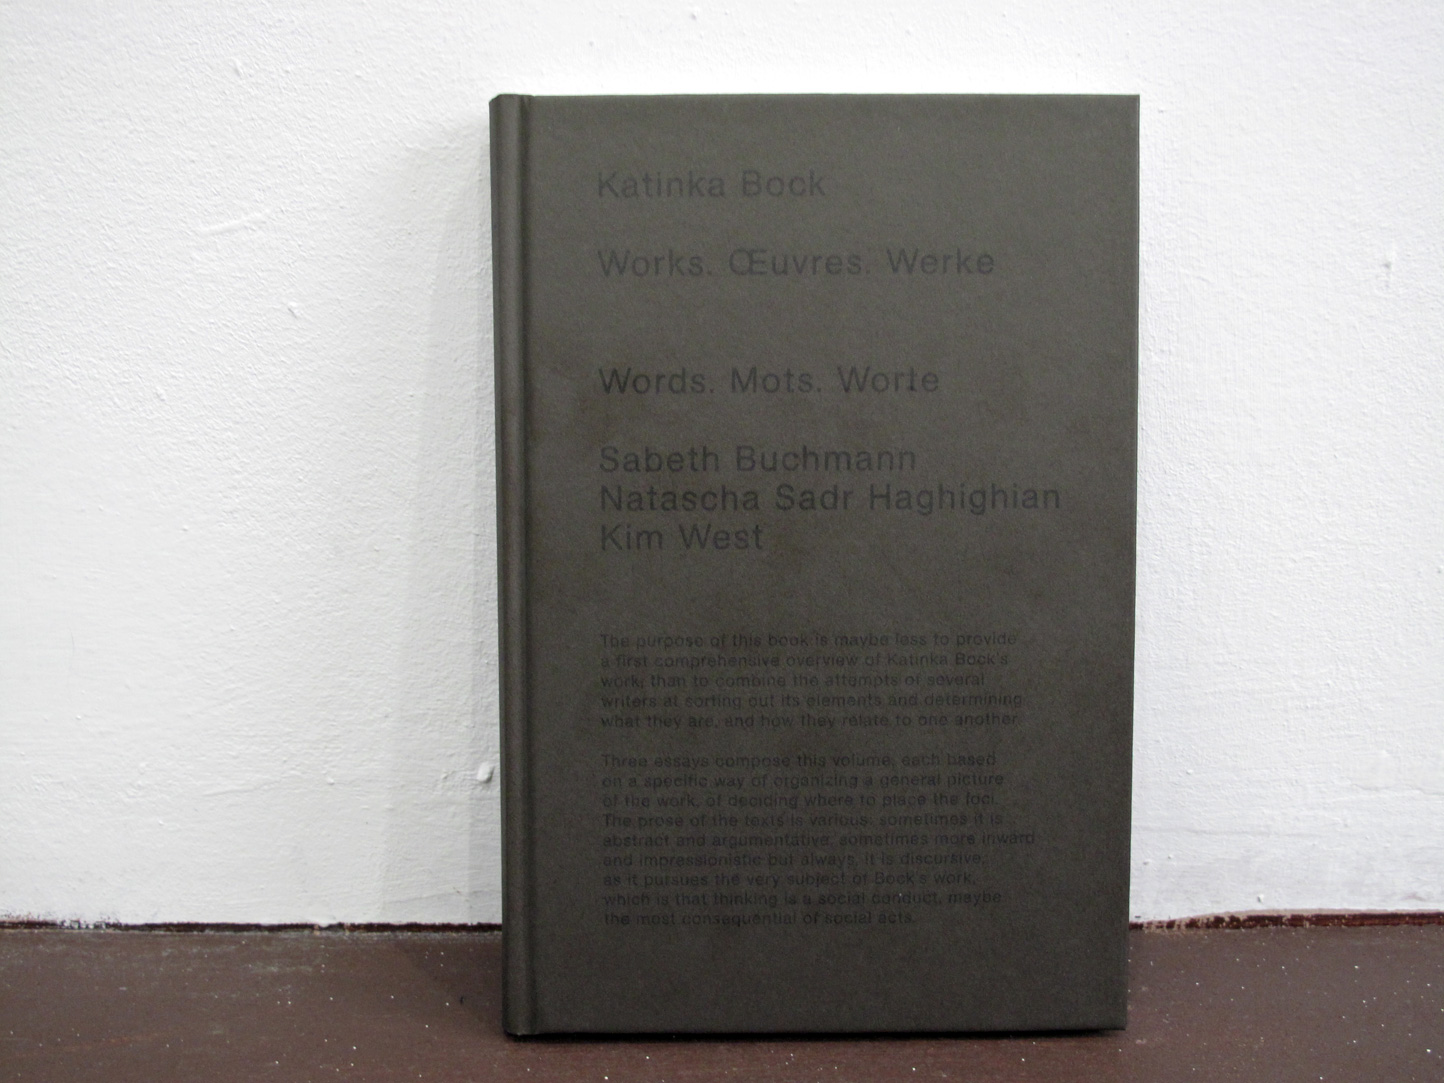 Katinka Bock
Works. Œuvres. Werke
Words. Mots. Worte
Sabeth Buchmann
Natascha Sadr Haghighian
Kim West
The purpose of this book is maybe less to provide
a first comprehensive overview of Katinka Bock's
work, than to combine the attempts of several
writers at sorting out its elements and determining
what they are, and how they relate to one another.
Three essays compose this volume, each based
on a specific way of organizing a general picture
of the work, of deciding where to place the foci.
The prose of the texts is various: sometimes it is
abstract and argumentative, sometimes more inward
and impressionistic but always, it is discursive,
as it pursues the very subject of Bock's work,
which is that thinking is a social conduct, maybe
the most consequential of social acts.